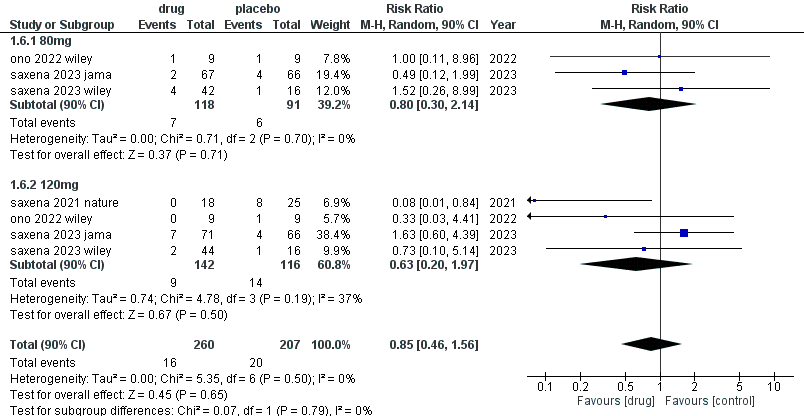 drug placebo Risk Ratio Risk Ratio
Study or Subgroup Events Total Events Total Weight M-H, Random, 90% CI Year M-H, Random, 90% CI
1.6.1 80mg
ono 2022 wiley 1 9 1 9 7.8% 1.00 [0.11, 8.96] 2022
saxena 2023 jama 2 67 4 66 19.4% 0.49 [0.12, 1.99] 2023
saxena 2023 wiley 4 42 1 16 12.0% 1.52 [0.26, 8.99] 2023
Subtotal (90% CI) 118 91 39.2% 0.80 [0.30, 2.14]
Total events 7 6
Heterogeneity: Tau² = 0.00; Chi² = 0.71, df = 2 (P = 0.70); I² = 0%
Test for overall effect: Z = 0.37 (P = 0.71)
1.6.2 120mg
saxena 2021 nature 0 18 8 25 6.9% 0.08 [0.01, 0.84] 2021
ono 2022 wiley 0 9 1 9 5.7% 0.33 [0.03, 4.41] 2022
saxena 2023 jama 7 71 4 66 38.4% 1.63 [0.60, 4.39] 2023
saxena 2023 wiley 2 44 1 16 9.9% 0.73 [0.10, 5.14] 2023
Subtotal (90% CI) 142 116 60.8% 0.63 [0.20, 1.97]
Total events 9 14
Heterogeneity: Tau² = 0.74; Chi² = 4.78, df = 3 (P = 0.19); I² = 37%
Test for overall effect: Z = 0.67 (P = 0.50)
Total (90% CI) 260 207 100.0% 0.85 [0.46, 1.56]
Total events 16 20
Heterogeneity: Tau² = 0.00; Chi² = 5.35, df = 6 (P = 0.50); I² = 0%
Test for overall effect: Z = 0.45 (P = 0.65)
Test for subgroup differences: Chi² = 0.07, df = 1 (P = 0.79), I² = 0%
0.1 0.2 0.5 1 2 5 10
Favours [drug] Favours [control]